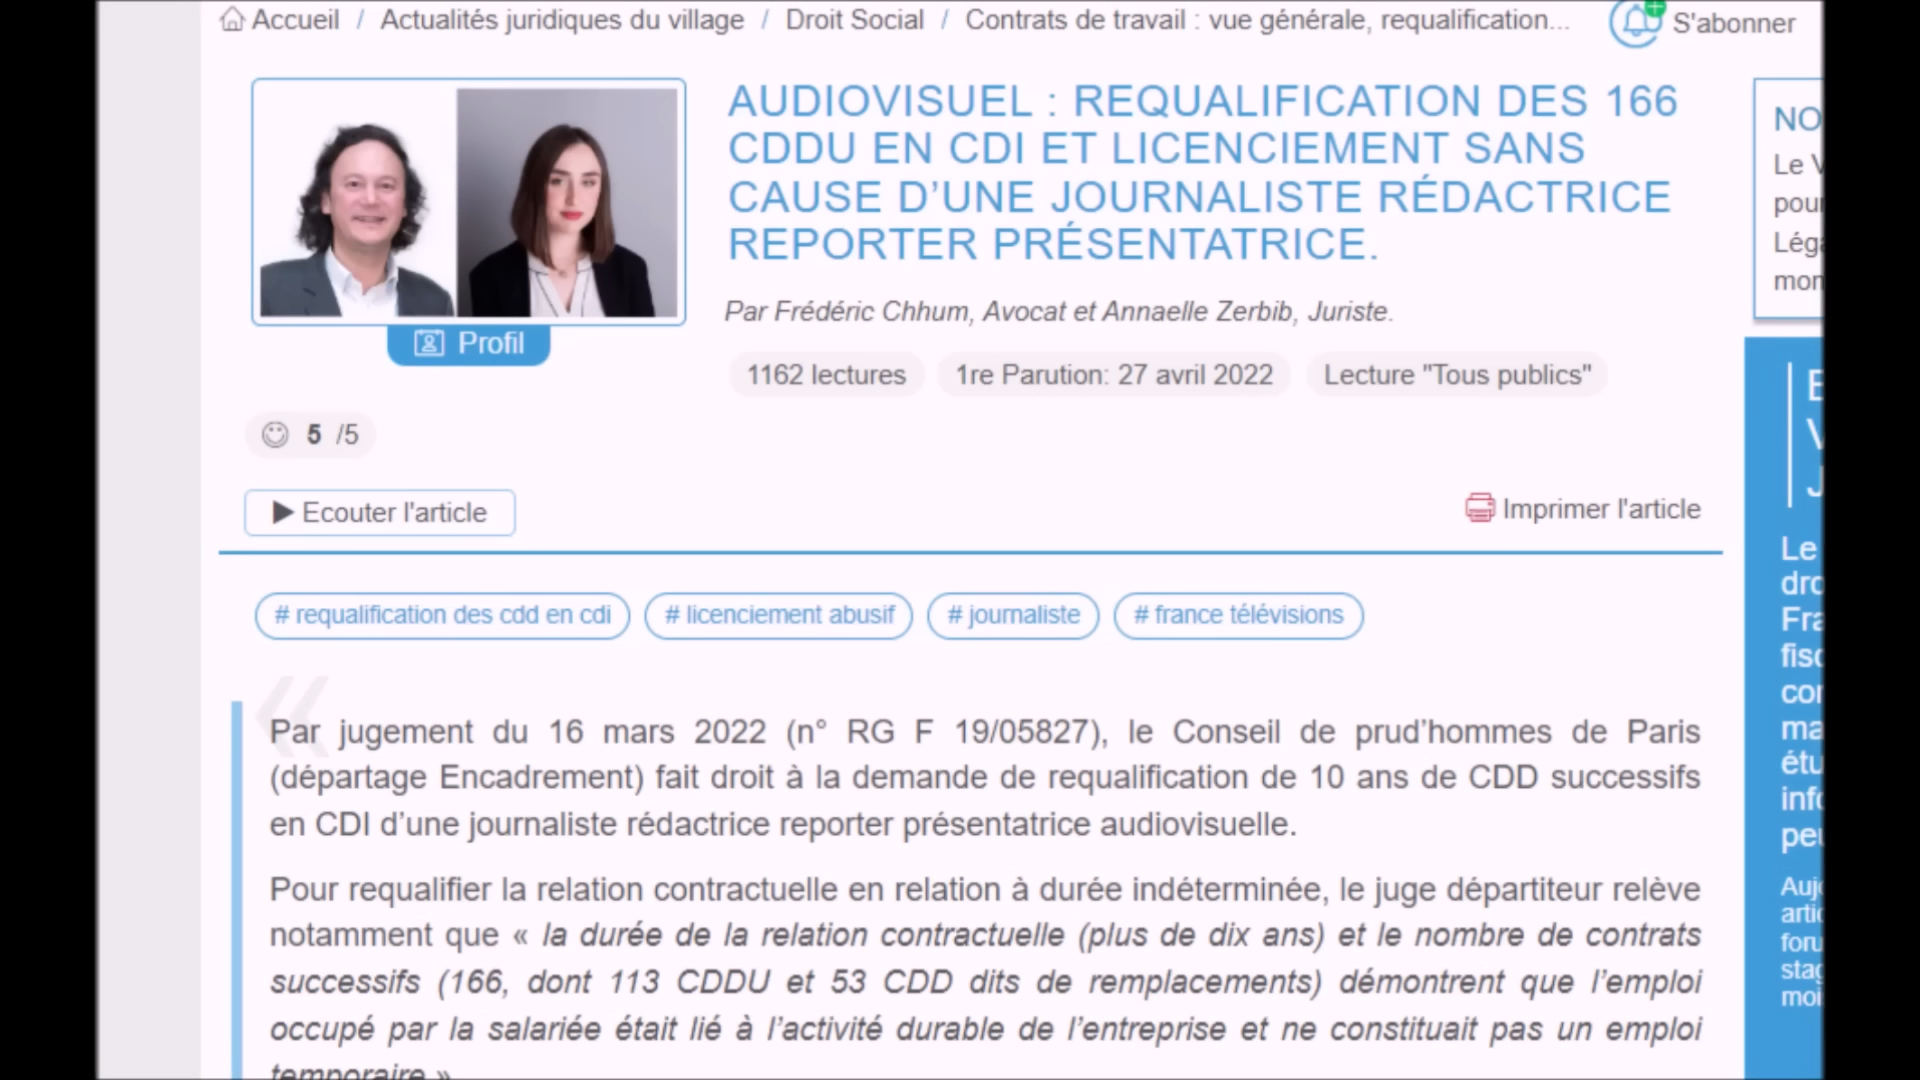 Accueil / Actualités juridiques du village / Droit Social / Contrats de travail : vue générale, requalification...
S'abonner
AUDIOVISUEL : REQUALIFICATION DES 166
CDDU EN CDI ET LICENCIEMENT SANS
CAUSE D’UNE JOURNALISTE RÉDACTRICE
REPORTER PRÉSENTATRICE.
Par Frédéric Chhum, Avocat et Annaelle Zerbib, Juriste.
Profil
1162 lectures
1re Parution: 27 avril 2022
Lecture "Tous publics"
5 /5
Ecouter l'article
Imprimer l'article
# requalification des cdd en cdi
# licenciement abusif
# journaliste
# france télévisions
Par jugement du 16 mars 2022 (n° RG F 19/05827), le Conseil de prud’hommes de Paris
(départage Encadrement) fait droit à la demande de requalification de 10 ans de CDD successifs
en CDI d’une journaliste rédactrice reporter présentatrice audiovisuelle.
Pour requalifier la relation contractuelle en relation à durée indéterminée, le juge départiteur relève
notamment que « la durée de la relation contractuelle (plus de dix ans) et le nombre de contrats
successifs (166, dont 113 CDDU et 53 CDD dits de remplacements) démontrent que l’emploi
occupé par la salariée était lié à l’activité durable de l’entreprise et ne constituait pas un emploi
temporaire ».
Le